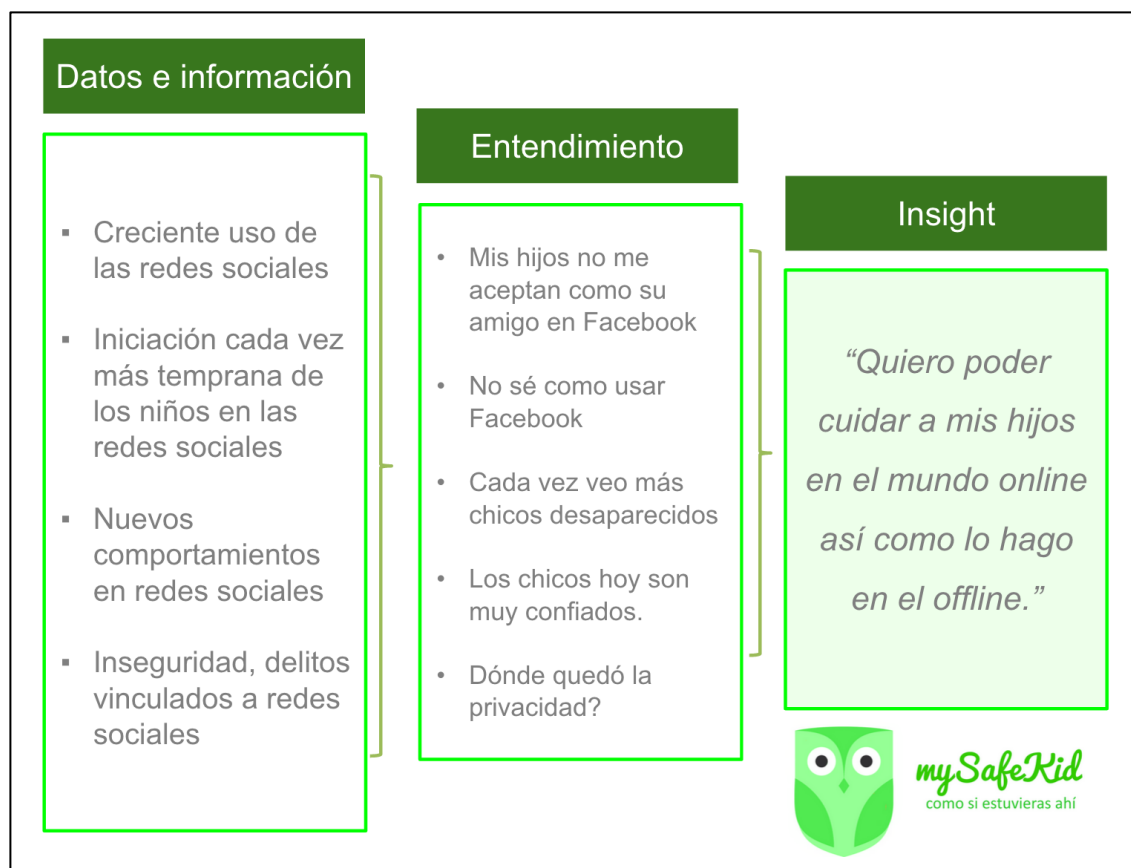 Datos e información
▪ Creciente uso de
las redes sociales
▪ Iniciación cada vez
más temprana de
los niños en las
redes sociales
▪ Nuevos
comportamientos
en redes sociales
▪ Inseguridad, delitos
vinculados a redes
sociales
Entendimiento
• Mis hijos no me
aceptan como su
amigo en Facebook
• No sé como usar
Facebook
• Cada vez veo más
chicos desaparecidos
• Los chicos hoy son
muy confiados.
• Dónde quedó la
privacidad?
Insight
“Quiero poder
cuidar a mis hijos
en el mundo online
así como lo hago
en el offline.”
mySafeKid
como si estuvieras ahí